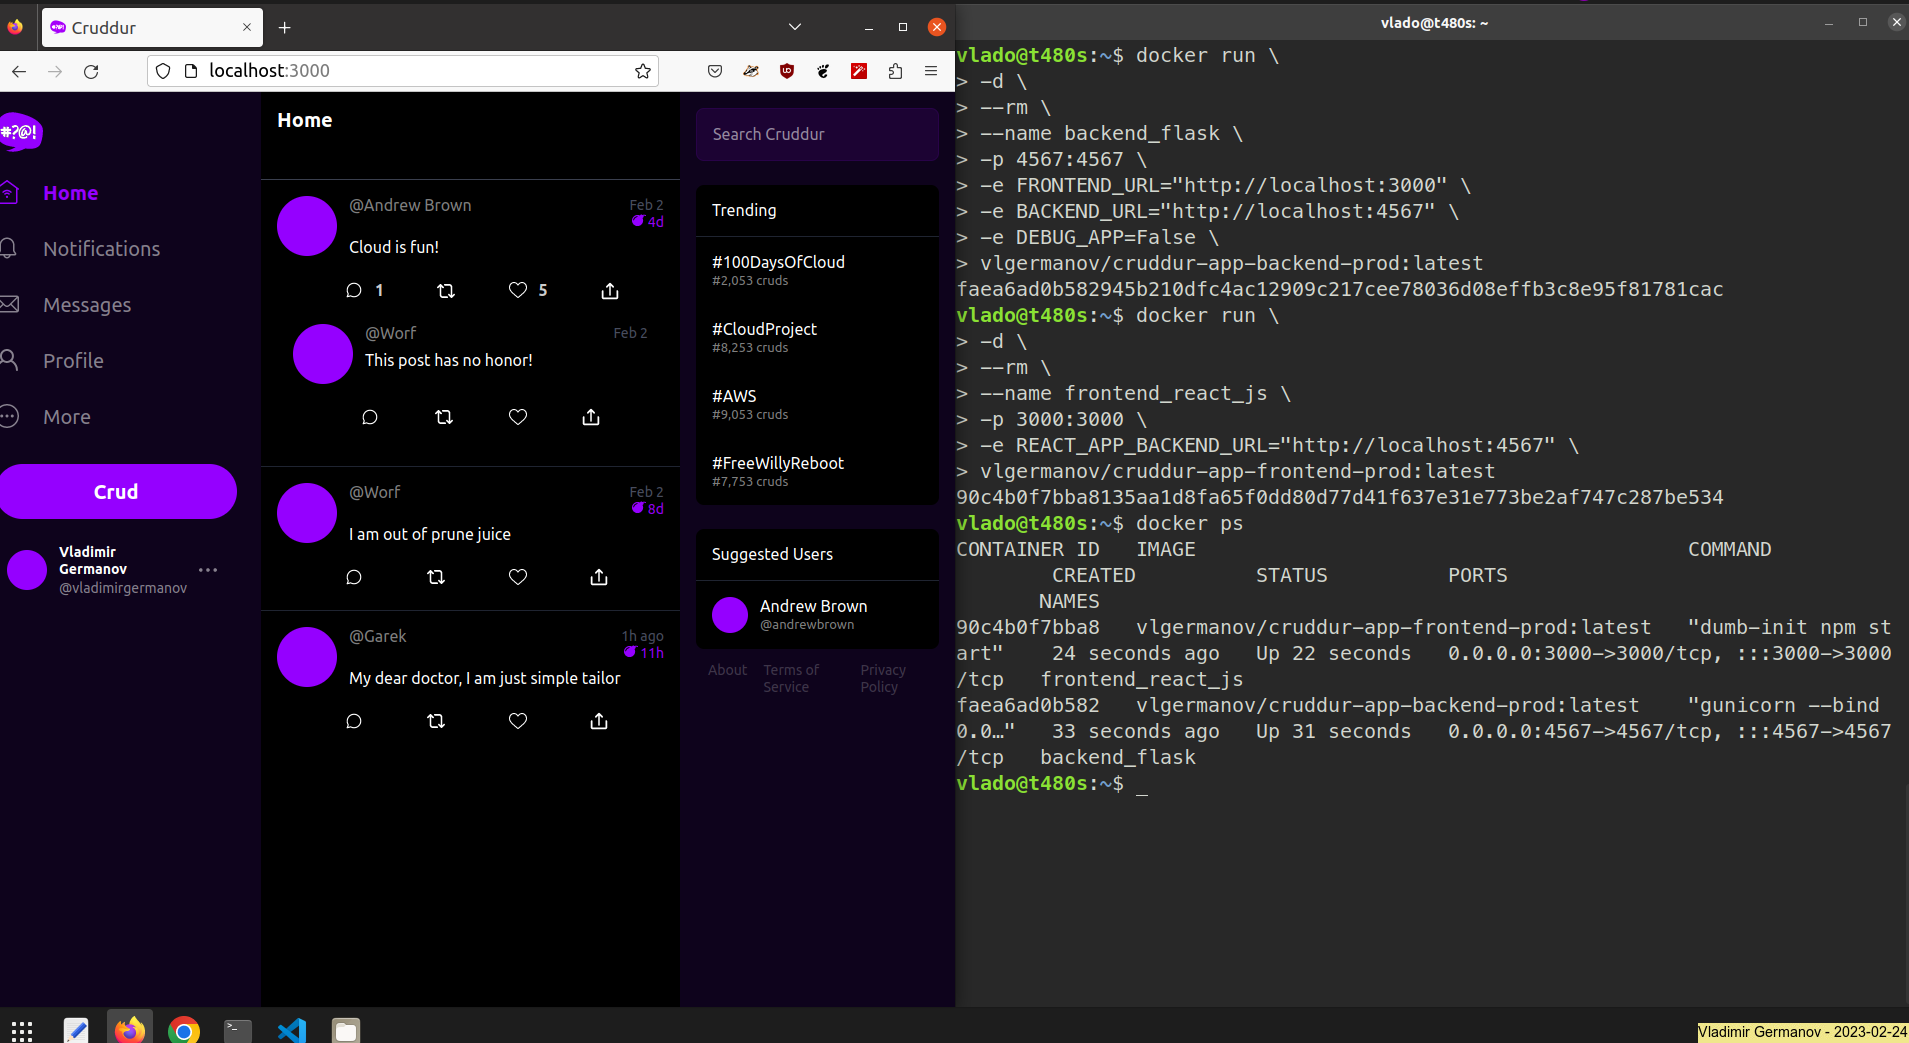 Cruddur
localhost:3000
#?@!
Home
Notifications
Messages
Profile
More
Crud
Vladimir
Germanov
@vladimirgermanov
Home
@Andrew Brown
Feb 2
4d
Cloud is fun!
1
5
@Worf
Feb 2
This post has no honor!
@Worf
Feb 2
8d
I am out of prune juice
@Garek
1h ago
11h
My dear doctor, I am just simple tailor
Search Cruddur
Trending
#100DaysOfCloud
#2,053 cruds
#CloudProject
#8,253 cruds
#AWS
#9,053 cruds
#FreeWillyReboot
#7,753 cruds
Suggested Users
Andrew Brown
@andrewbrown
About
Terms of
Service
Privacy
Policy
vlado@t480s: ~
vlado@t480s:~$ docker run \
> -d \
> --rm \
> --name backend_flask \
> -p 4567:4567 \
> -e FRONTEND_URL="http://localhost:3000" \
> -e BACKEND_URL="http://localhost:4567" \
> -e DEBUG_APP=False \
> vlgermanov/cruddur-app-backend-prod:latest
faea6ad0b582945b210dfc4ac12909c217cee78036d08effb3c8e95f81781cac
vlado@t480s:~$ docker run \
> -d \
> --rm \
> --name frontend_react_js \
> -p 3000:3000 \
> -e REACT_APP_BACKEND_URL="http://localhost:4567" \
> vlgermanov/cruddur-app-frontend-prod:latest
90c4b0f7bba8135aa1d8fa65f0dd80d77d41f637e31e773be2af747c287be534
vlado@t480s:~$ docker ps
CONTAINER ID   IMAGE                                         COMMAND
        CREATED          STATUS          PORTS
       NAMES
90c4b0f7bba8   vlgermanov/cruddur-app-frontend-prod:latest   "dumb-init npm st
art"    24 seconds ago   Up 22 seconds   0.0.0.0:3000->3000/tcp, :::3000->3000
/tcp   frontend_react_js
faea6ad0b582   vlgermanov/cruddur-app-backend-prod:latest    "gunicorn --bind
0.0…"   33 seconds ago   Up 31 seconds   0.0.0.0:4567->4567/tcp, :::4567->4567
/tcp   backend_flask
vlado@t480s:~$ _
Vladimir Germanov - 2023-02-24